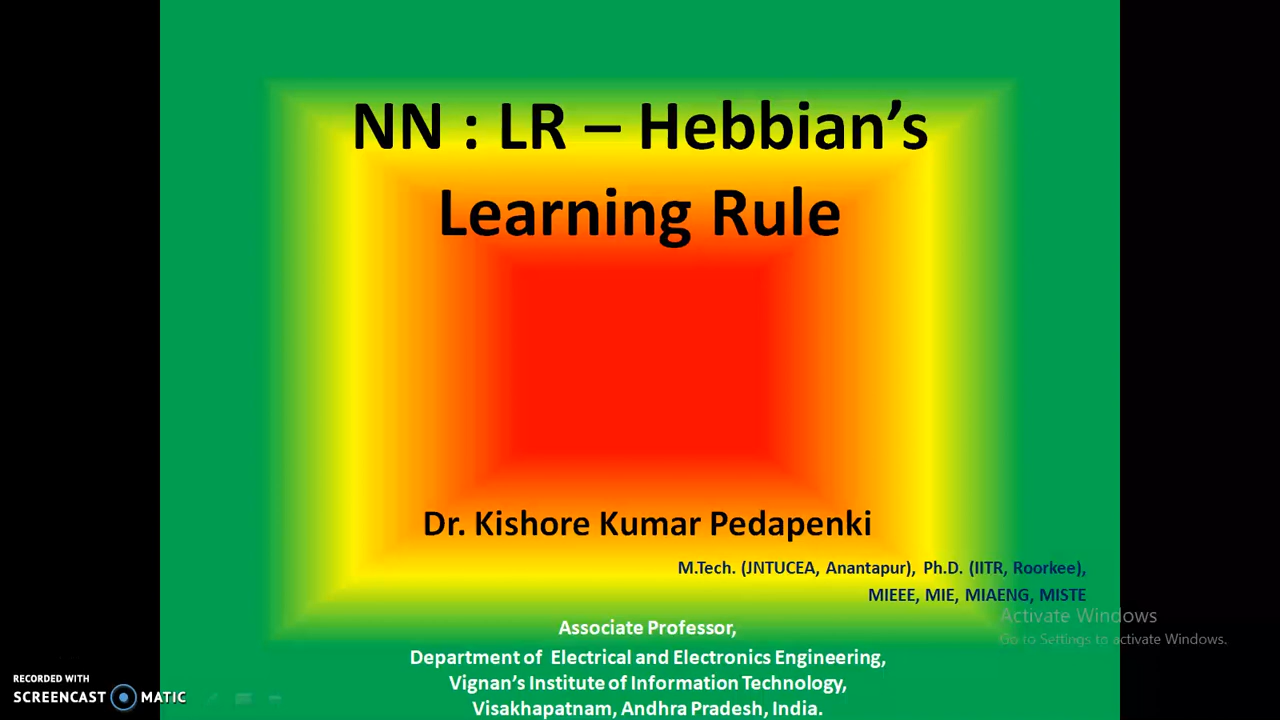 NN : LR – Hebbian’s
Learning Rule
Dr. Kishore Kumar Pedapenki
M.Tech. (JNTUCEA, Anantapur), Ph.D. (IITR, Roorkee),
MIEEE, MIE, MIAENG, MISTE
Activate Windows
Go to Settings to activate Windows.
Associate Professor,
Department of Electrical and Electronics Engineering,
Vignan’s Institute of Information Technology,
Visakhapatnam, Andhra Pradesh, India.
RECORDED WITH
SCREENCAST MATIC